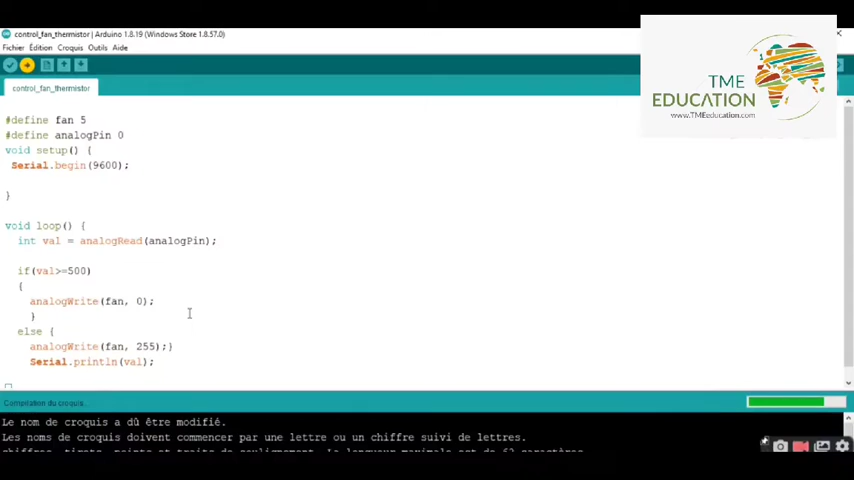 control_fan_thermistor | Arduino 1.8.19 (Windows Store 1.8.57.0)
Fichier Édition Croquis Outils Aide
control_fan_thermistor
TME
EDUCATION
www.TMEeducation.com
#define fan 5
#define analogPin 0
void setup() {
Serial.begin(9600);
}
void loop() {
int val = analogRead(analogPin);
if(val>=500)
{
analogWrite(fan, 0);
}
else {
analogWrite(fan, 255);}
Serial.println(val);
Compilation du croquis.
Le nom de croquis a dû être modifié.
Les noms de croquis doivent commencer par une lettre ou un chiffre suivi de lettres.